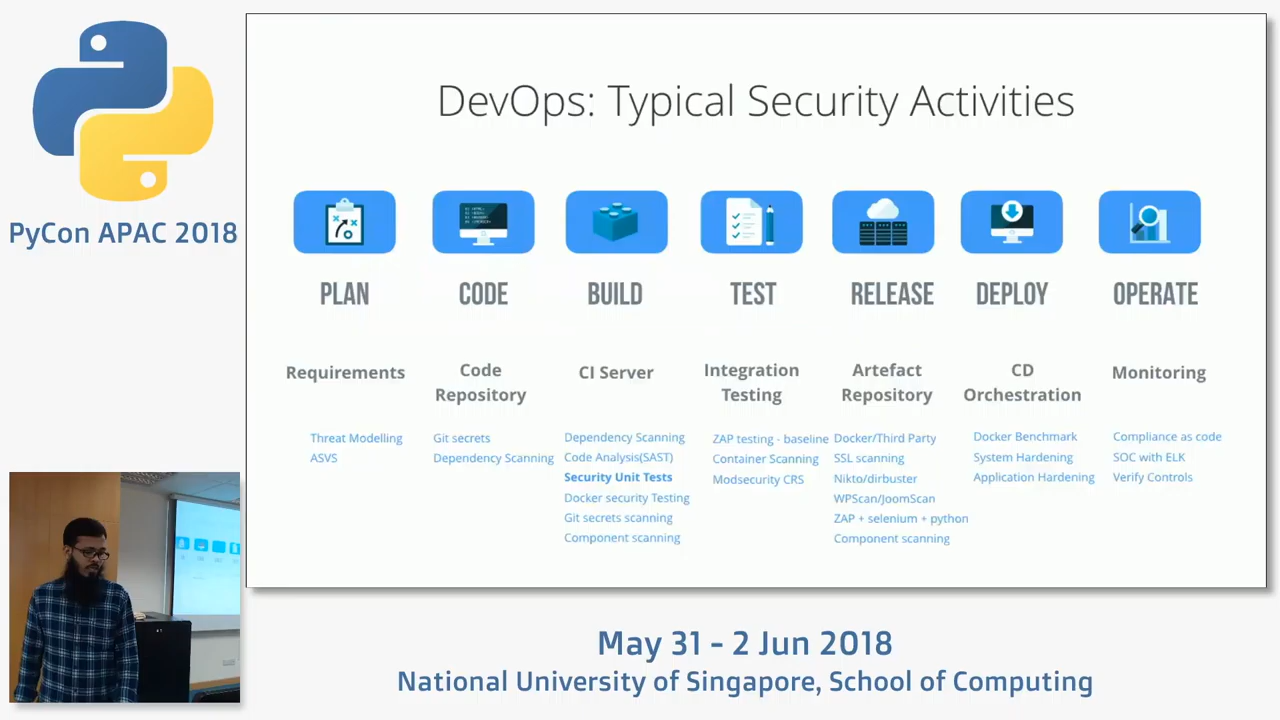 PyCon APAC 2018
DevOps: Typical Security Activities
PLAN
CODE
BUILD
TEST
RELEASE
DEPLOY
OPERATE
Requirements
Code
Repository
CI Server
Integration
Testing
Artefact
Repository
CD
Orchestration
Monitoring
Threat Modelling
ASVS
Git secrets
Dependency Scanning
Dependency Scanning
Code Analysis(SAST)
Security Unit Tests
Docker security Testing
Git secrets scanning
Component scanning
ZAP testing - baseline
Container Scanning
Modsecurity CRS
Docker/Third Party
SSL scanning
Nikto/dirbuster
WPScan/JoomScan
ZAP + selenium + python
Component scanning
Docker Benchmark
System Hardening
Application Hardening
Compliance as code
SOC with ELK
Verify Controls
May 31 - 2 Jun 2018
National University of Singapore, School of Computing